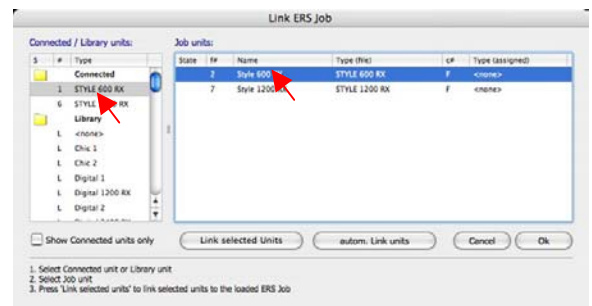 Link ERS Job
Connected / Library units:
Job units:
S # Type
Connected
1 STYLE 600 RX
6 STYLE RX
Library
L <none>
L Chic 1
L Chic 2
L Digital 1
L Digital 1200 RX
L Digital 2
State f# Name Type (file) c# Type (assigned)
2 Style 600 STYLE 600 RX F <none>
7 Style 1200 STYLE 1200 RX F <none>
Show Connected units only
Link selected Units
autom. Link units
Cancel
Ok
1. Select Connected unit or Library unit
2. Select Job unit
3. Press 'Link selected units' to link selected units to the loaded ERS Job